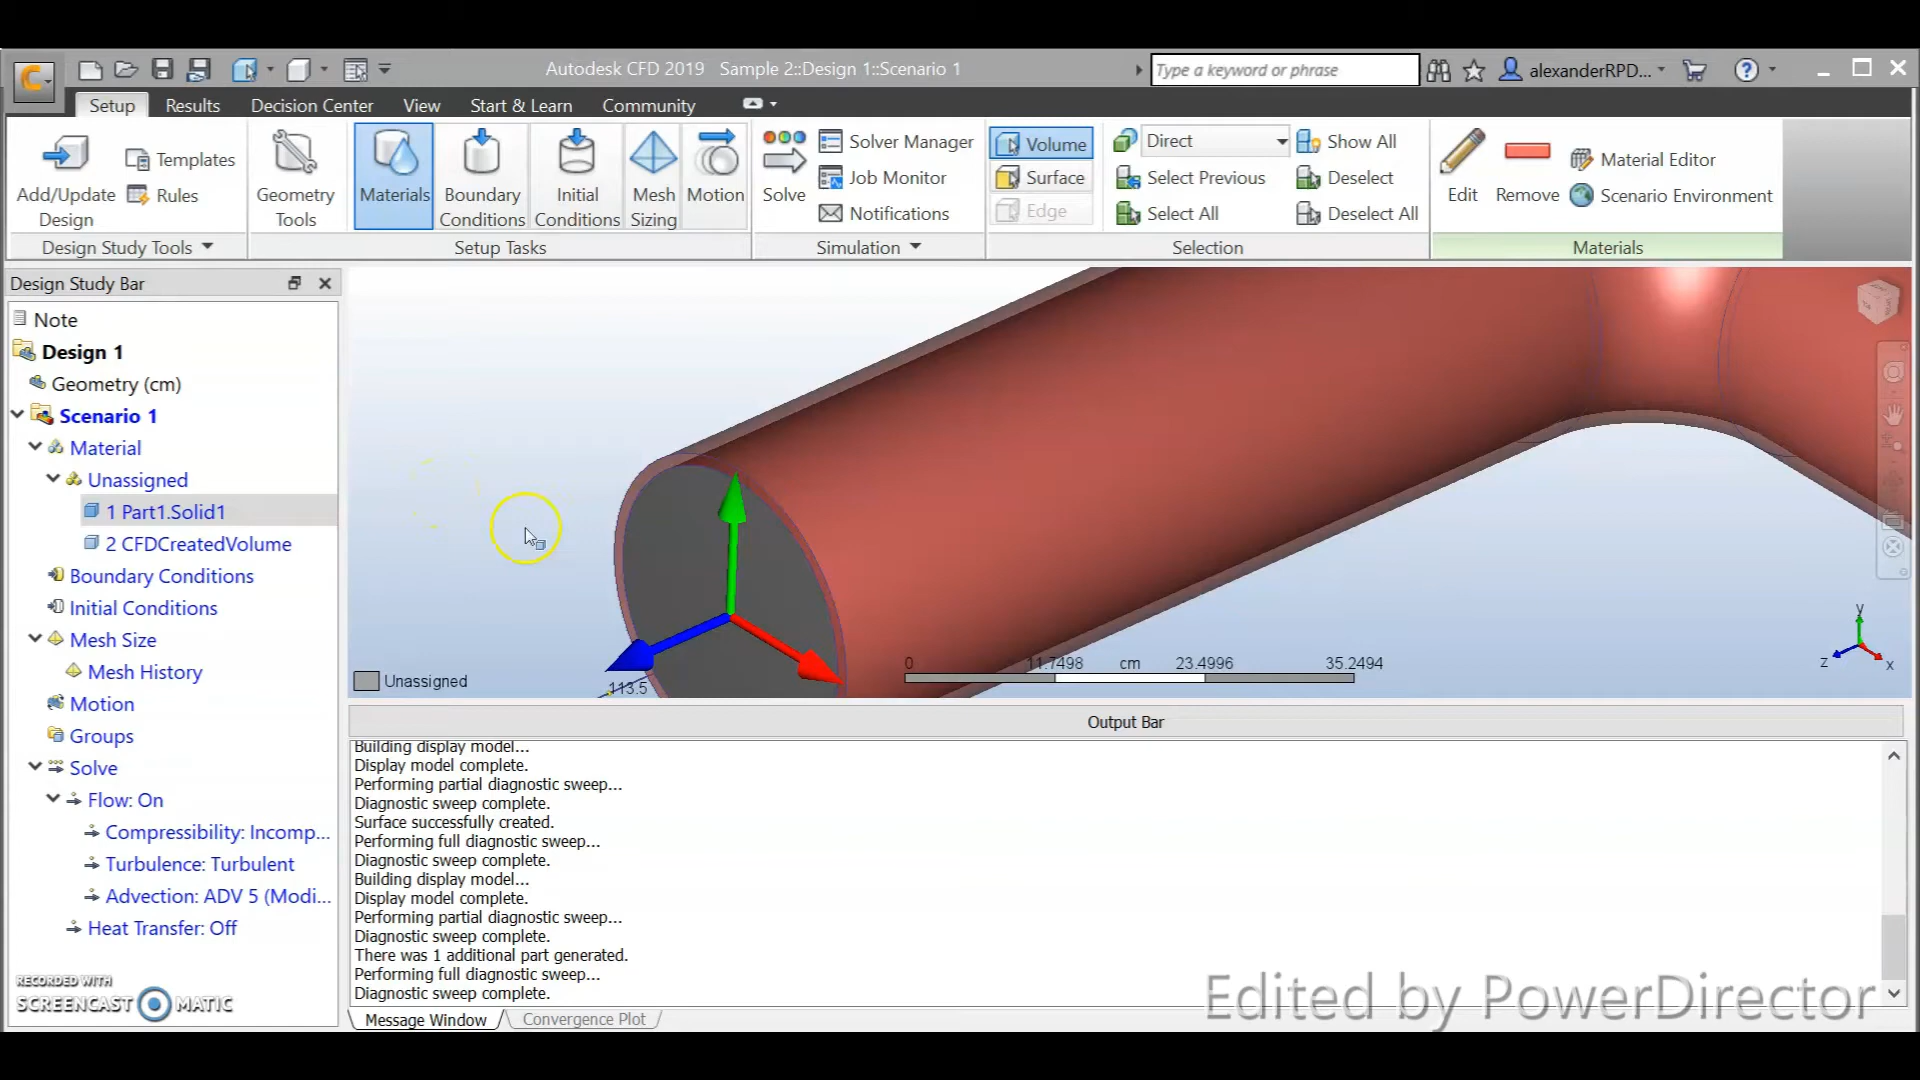 Autodesk CFD 2019 Sample 2::Design 1::Scenario 1
Type a keyword or phrase
alexanderRPD...
Setup
Results
Decision Center
View
Start & Learn
Community
Add/Update
Design
Templates
Rules
Design Study Tools
Geometry
Tools
Materials
Boundary
Conditions
Initial
Conditions
Mesh
Sizing
Motion
Setup Tasks
Solve
Solver Manager
Job Monitor
Notifications
Simulation
Volume
Surface
Edge
Direct
Select Previous
Select All
Show All
Deselect
Deselect All
Selection
Edit
Remove
Material Editor
Scenario Environment
Materials
Design Study Bar
Note
Design 1
Geometry (cm)
Scenario 1
Material
Unassigned
1 Part1.Solid1
2 CFDCreatedVolume
Boundary Conditions
Initial Conditions
Mesh Size
Mesh History
Motion
Groups
Solve
Flow: On
Compressibility: Incomp...
Turbulence: Turbulent
Advection: ADV 5 (Modi...
Heat Transfer: Off
RECORDED WITH
SCREENCAST MATIC
Unassigned
113.5
0 11.7498 cm 23.4996 35.2494
y
z
x
Output Bar
Building display model...
Display model complete.
Performing partial diagnostic sweep...
Diagnostic sweep complete.
Surface successfully created.
Performing full diagnostic sweep...
Diagnostic sweep complete.
Building display model...
Display model complete.
Performing partial diagnostic sweep...
Diagnostic sweep complete.
There was 1 additional part generated.
Performing full diagnostic sweep...
Diagnostic sweep complete.
Message Window
Convergence Plot
Edited by PowerDirector